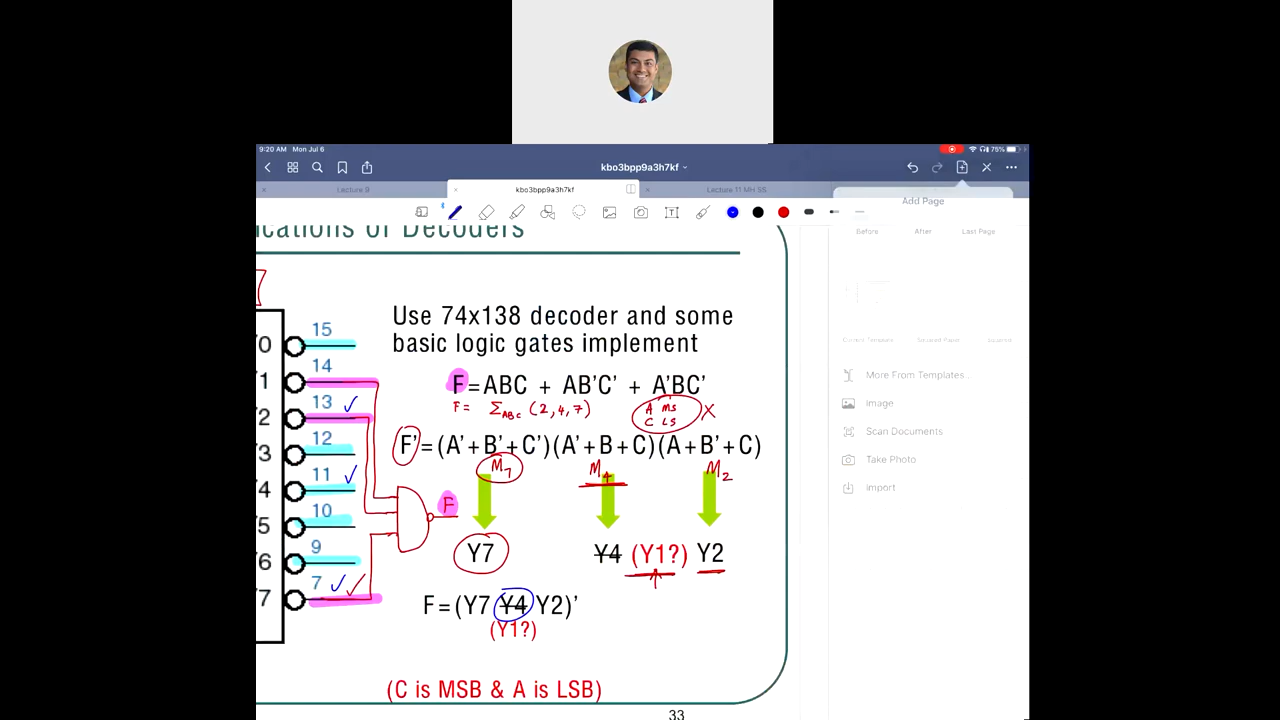 9:20 AM Mon Jul 6
75%
kbo3bpp9a3h7kf
Lecture 9
kbo3bpp9a3h7kf
Lecture 11 MH SS
Add Page
Before After Last Page
More From Templates...
Image
Scan Documents
Take Photo
Import
ications of Decoders
Use 74x138 decoder and some
basic logic gates implement
F=ABC + AB'C' + A'BC'
F= Σ ABC (2,4,7)
A MS
C LS
X
F'=(A'+B'+C')(A'+B+C)(A+B'+C)
M7 M4 M2
Y7 Y4 (Y1?) Y2
F=(Y7 Y4 Y2)'
(Y1?)
(C is MSB & A is LSB)
33
0 15
1 14
2 13
3 12
4 11
5 10
6 9
7 7
F